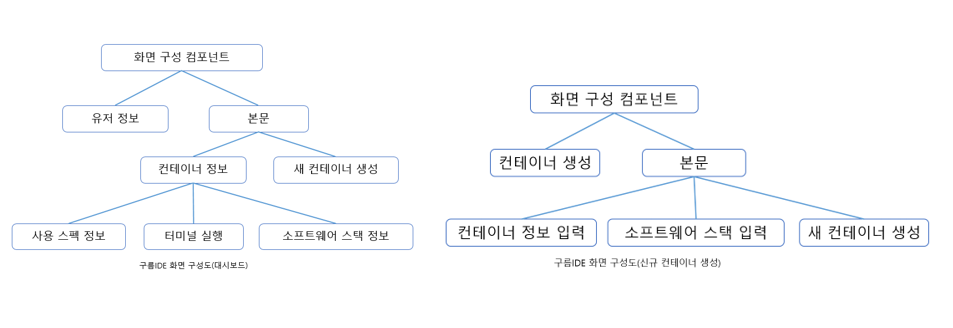 화면 구성 컴포넌트
유저 정보
본문
컨테이너 정보
새 컨테이너 생성
사용 스펙 정보
터미널 실행
소프트웨어 스택 정보
구름IDE 화면 구성도(대시보드)
화면 구성 컴포넌트
컨테이너 생성
본문
컨테이너 정보 입력
소프트웨어 스택 입력
새 컨테이너 생성
구름IDE 화면 구성도(신규 컨테이너 생성)